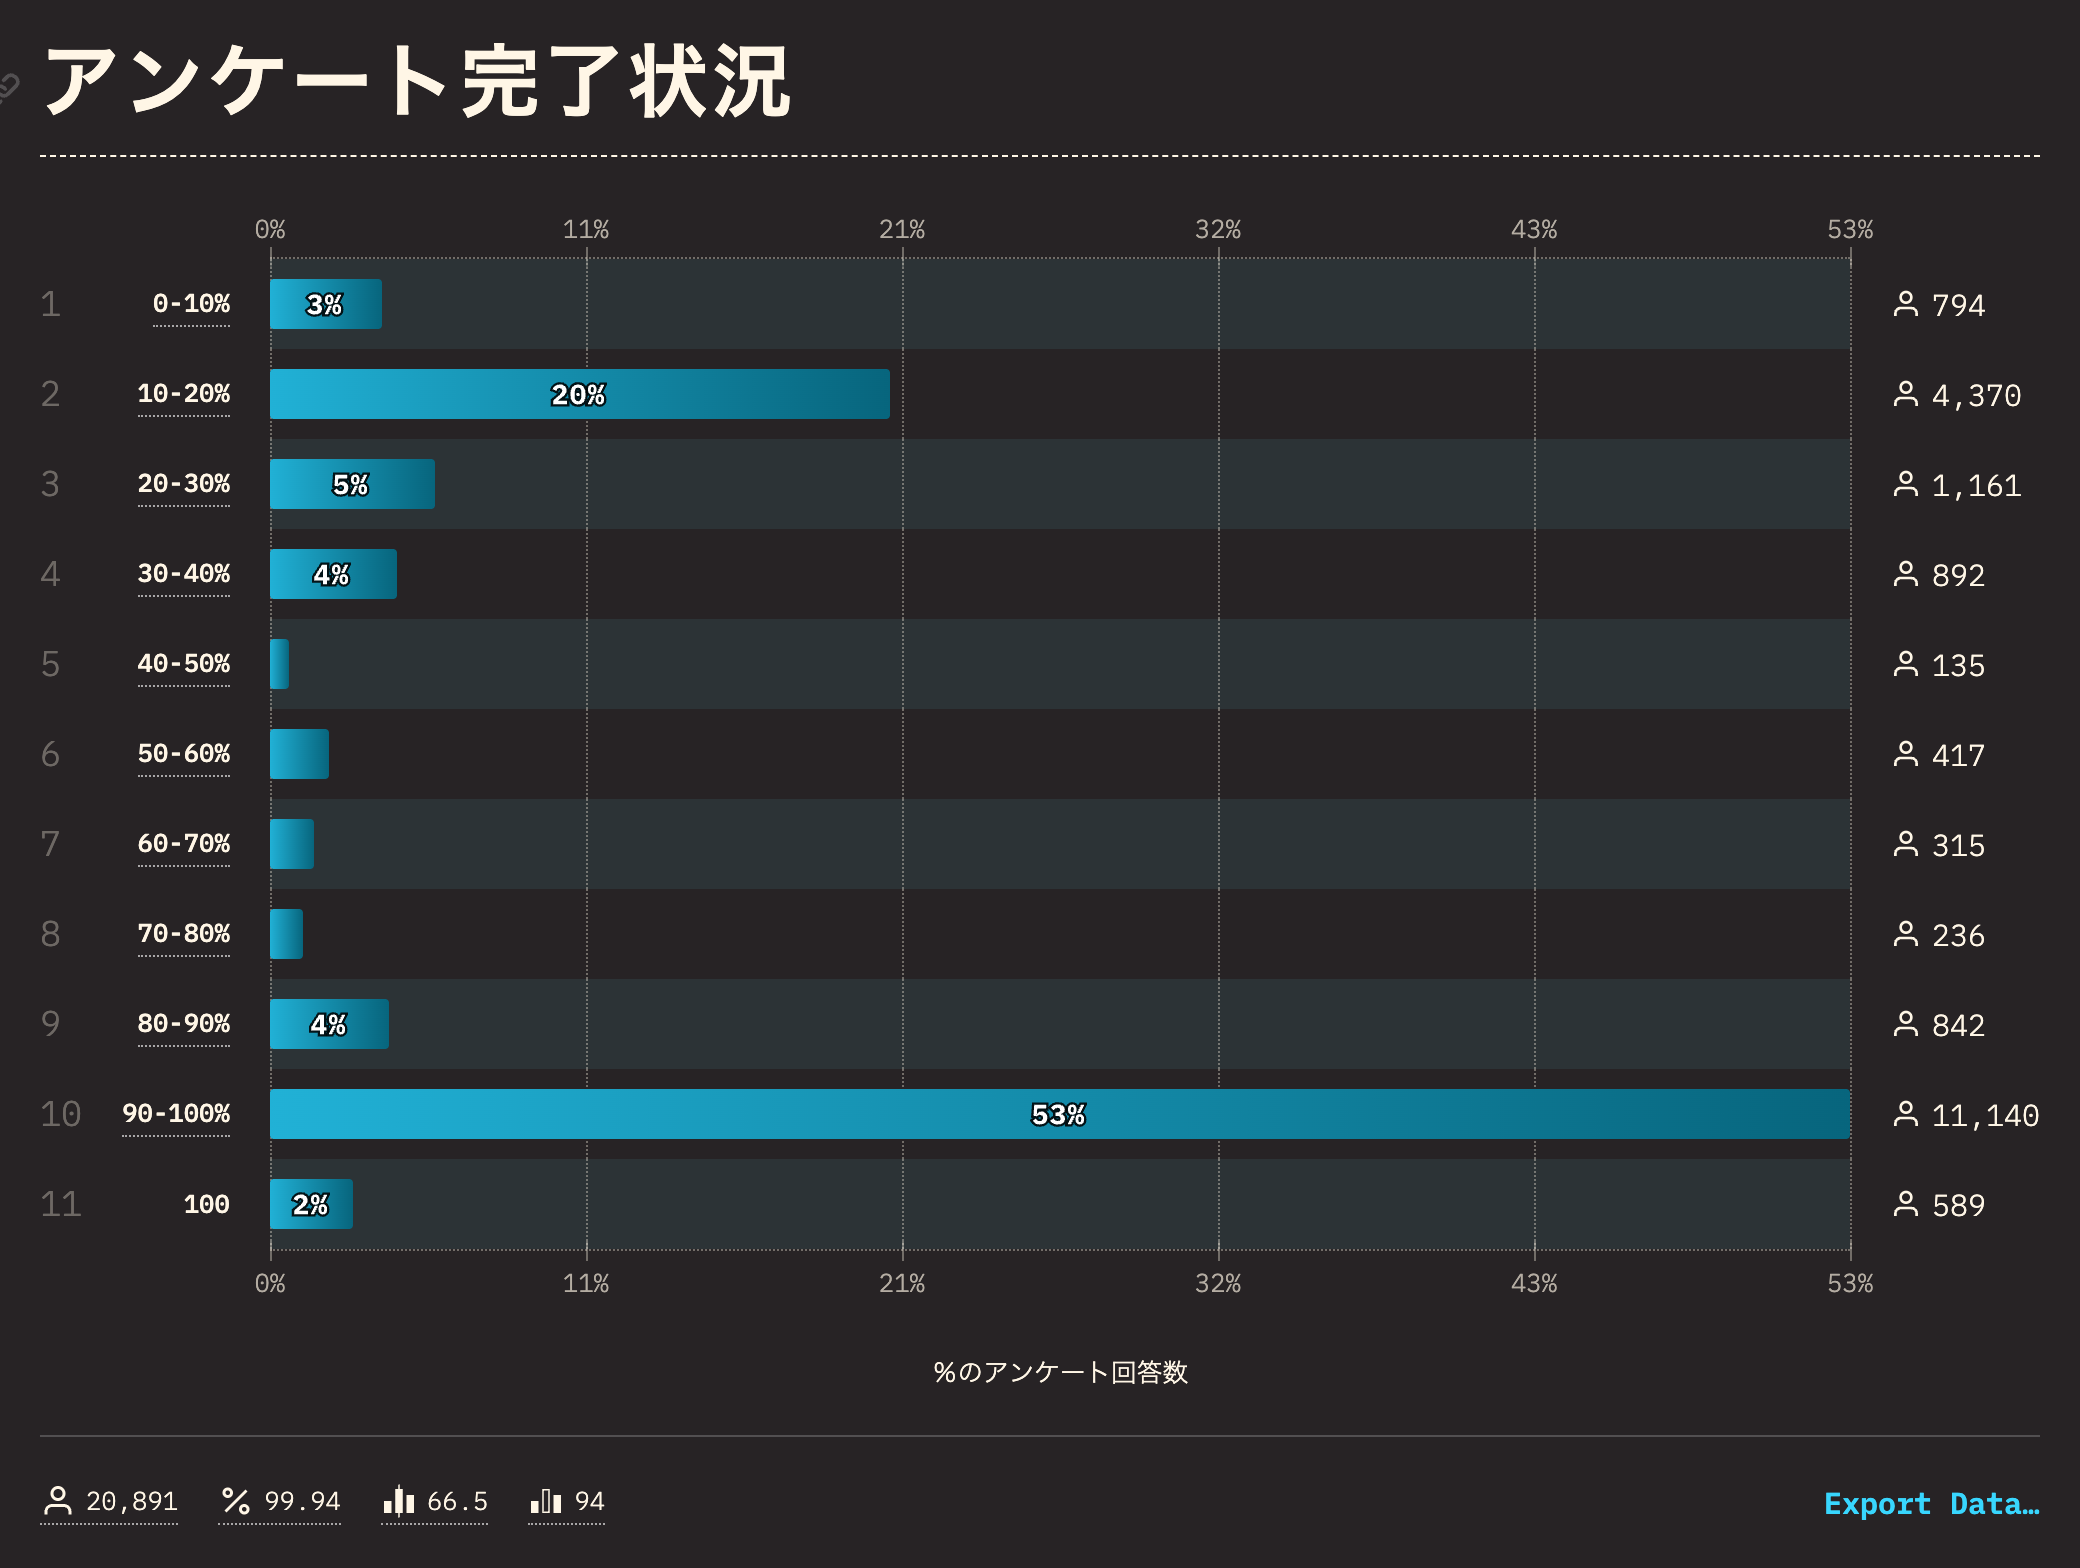 アンケート完了状況
0% 11% 21% 32% 43% 53%
1 0-10% 3% 794
2 10-20% 20% 4,370
3 20-30% 5% 1,161
4 30-40% 4% 892
5 40-50% 135
6 50-60% 417
7 60-70% 315
8 70-80% 236
9 80-90% 4% 842
10 90-100% 53% 11,140
11 100 2% 589
0% 11% 21% 32% 43% 53%
%のアンケート回答数
20,891 % 99.94 66.5 94 Export Data…